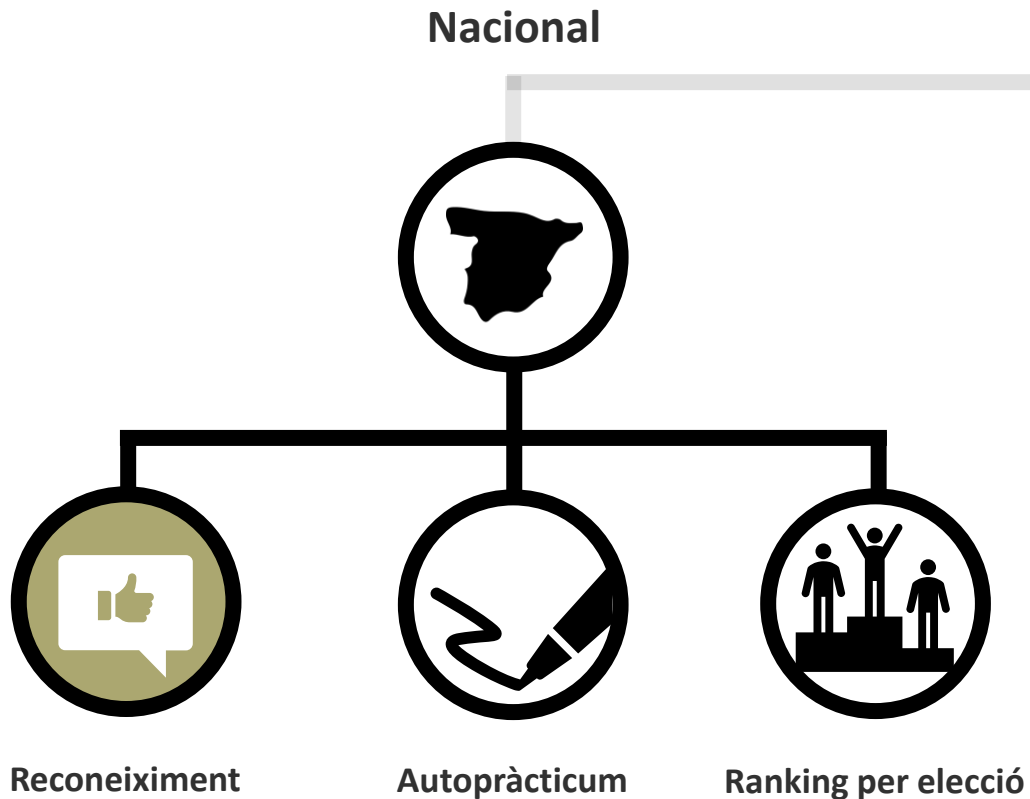 Nacional
Reconeiximent
Autopràcticum
Ranking per elecció